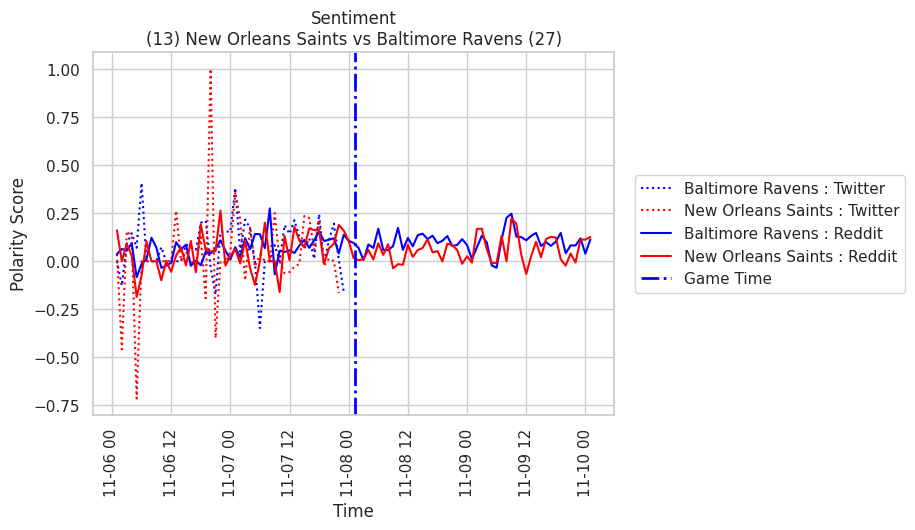 Sentiment
(13) New Orleans Saints vs Baltimore Ravens (27)
1.00
0.75
0.50
0.25
0.00
−0.25
−0.50
−0.75
Polarity Score
11-06 00
11-06 12
11-07 00
11-07 12
11-08 00
11-08 12
11-09 00
11-09 12
11-10 00
Time
Baltimore Ravens : Twitter
New Orleans Saints : Twitter
Baltimore Ravens : Reddit
New Orleans Saints : Reddit
Game Time